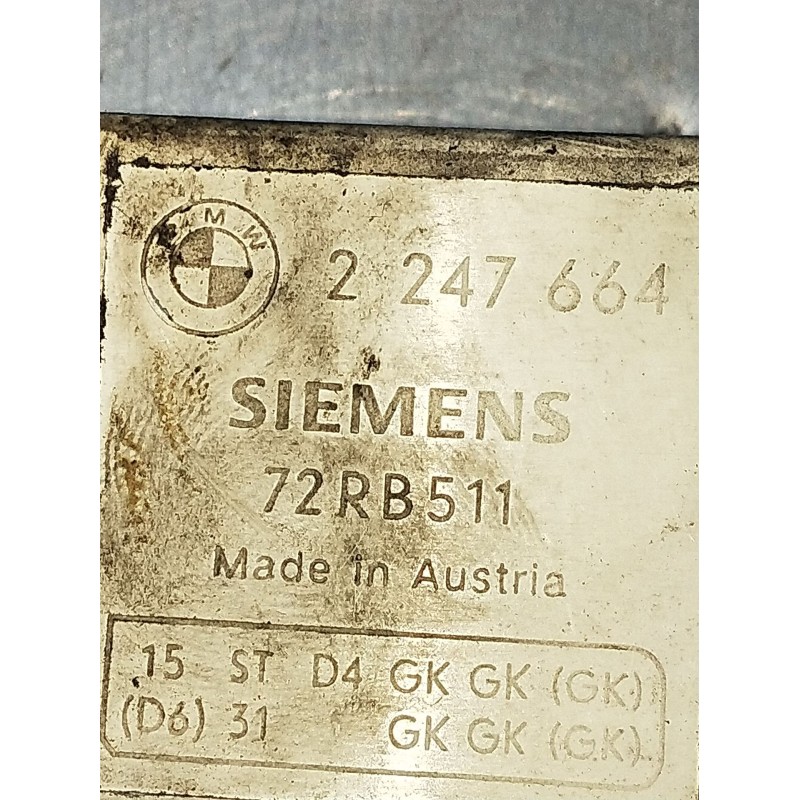 BMW 2 247 664
SIEMENS
72RB511
Made in Austria
15 ST D4 GK GK (GK)
(D6) 31 GK GK (GK)